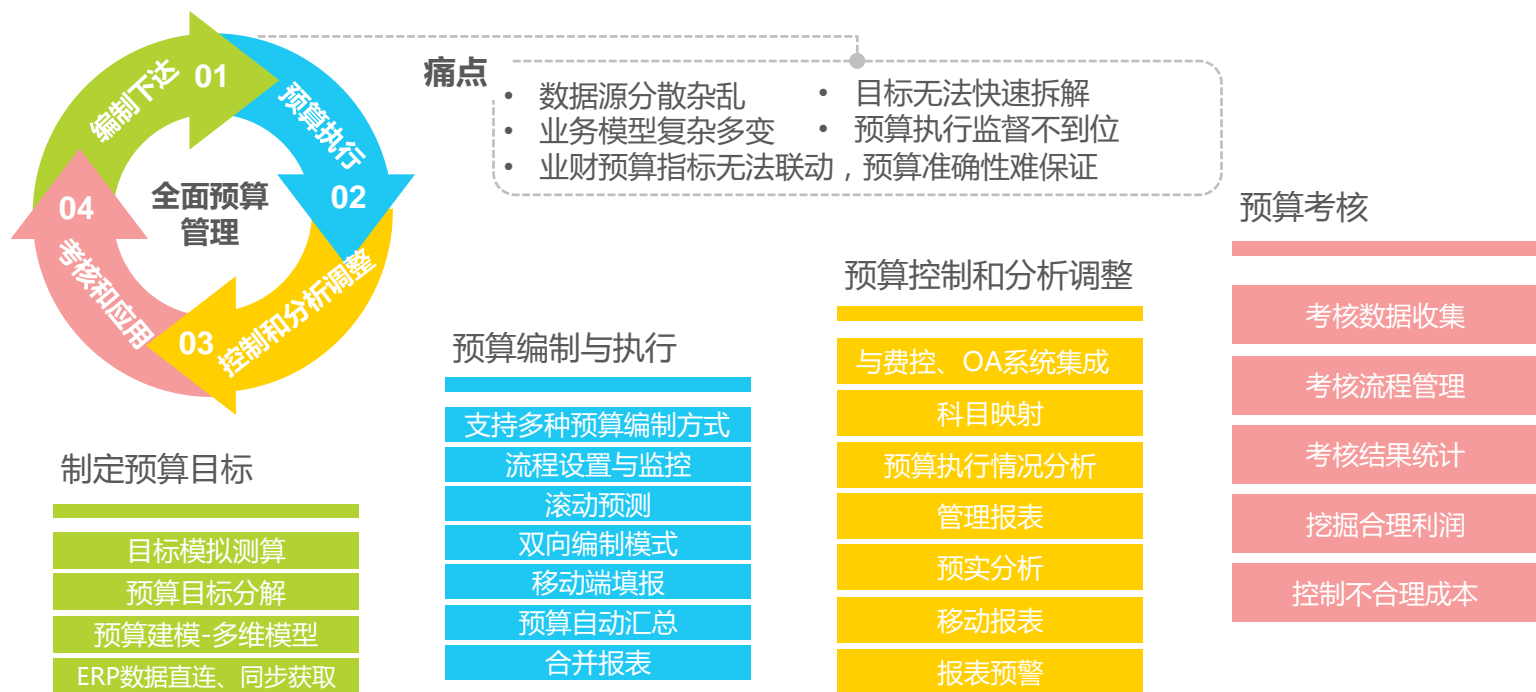 01
编制下达
预算执行
02
控制和分析调整
03
考核和应用
04
全面预算
管理
痛点
• 数据源分散杂乱
• 目标无法快速拆解
• 业务模型复杂多变
• 预算执行监督不到位
• 业财预算指标无法联动，预算准确性难保证
制定预算目标
目标模拟测算
预算目标分解
预算建模-多维模型
ERP数据直连、同步获取
预算编制与执行
支持多种预算编制方式
流程设置与监控
滚动预测
双向编制模式
移动端填报
预算自动汇总
合并报表
预算控制和分析调整
与费控、OA系统集成
科目映射
预算执行情况分析
管理报表
预实分析
移动报表
报表预警
预算考核
考核数据收集
考核流程管理
考核结果统计
挖掘合理利润
控制不合理成本